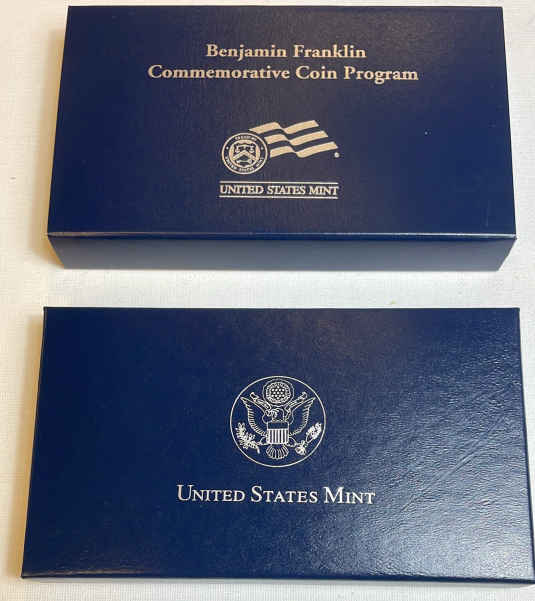 Benjamin Franklin
Commemorative Coin Program
UNITED STATES MINT
UNITED STATES MINT